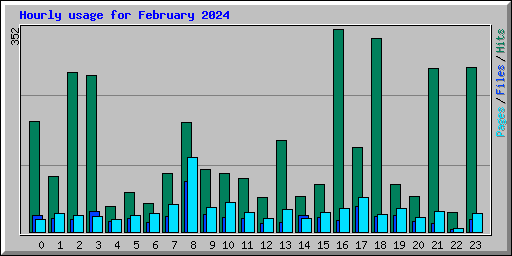 Hourly usage for February 2024
352
Pages / Files / Hits
0 1 2 3 4 5 6 7 8 9 10 11 12 13 14 15 16 17 18 19 20 21 22 23